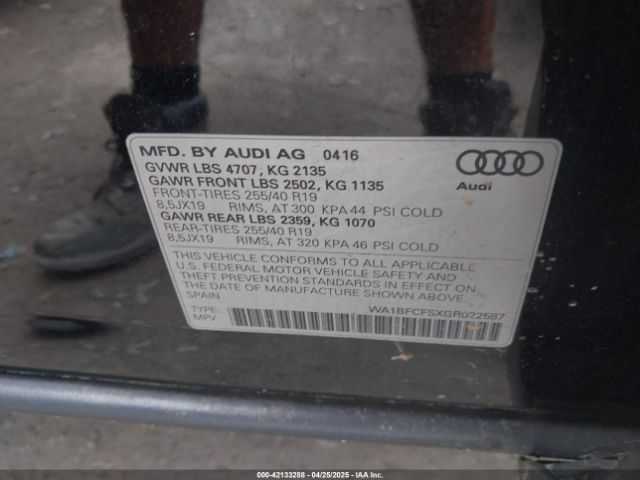 MFD. BY AUDI AG 0416
GVWR LBS 4707, KG 2135
GAWR FRONT LBS 2502, KG 1135
FRONT-TIRES 255/40 R19
8,5JX19 RIMS, AT 300 KPA 44 PSI COLD
GAWR REAR LBS 2359, KG 1070
REAR-TIRES 255/40 R19
8,5JX19 RIMS, AT 320 KPA 46 PSI COLD
Audi
THIS VEHICLE CONFORMS TO ALL APPLICABLE
U.S. FEDERAL MOTOR VEHICLE SAFETY AND
THEFT PREVENTION STANDARDS IN EFFECT ON
THE DATE OF MANUFACTURE SHOWN ABOVE.
SPAIN
TYPE: WA1BFCFSXGR022587
MPV
000-42133288 - 04/25/2025 - IAA Inc.